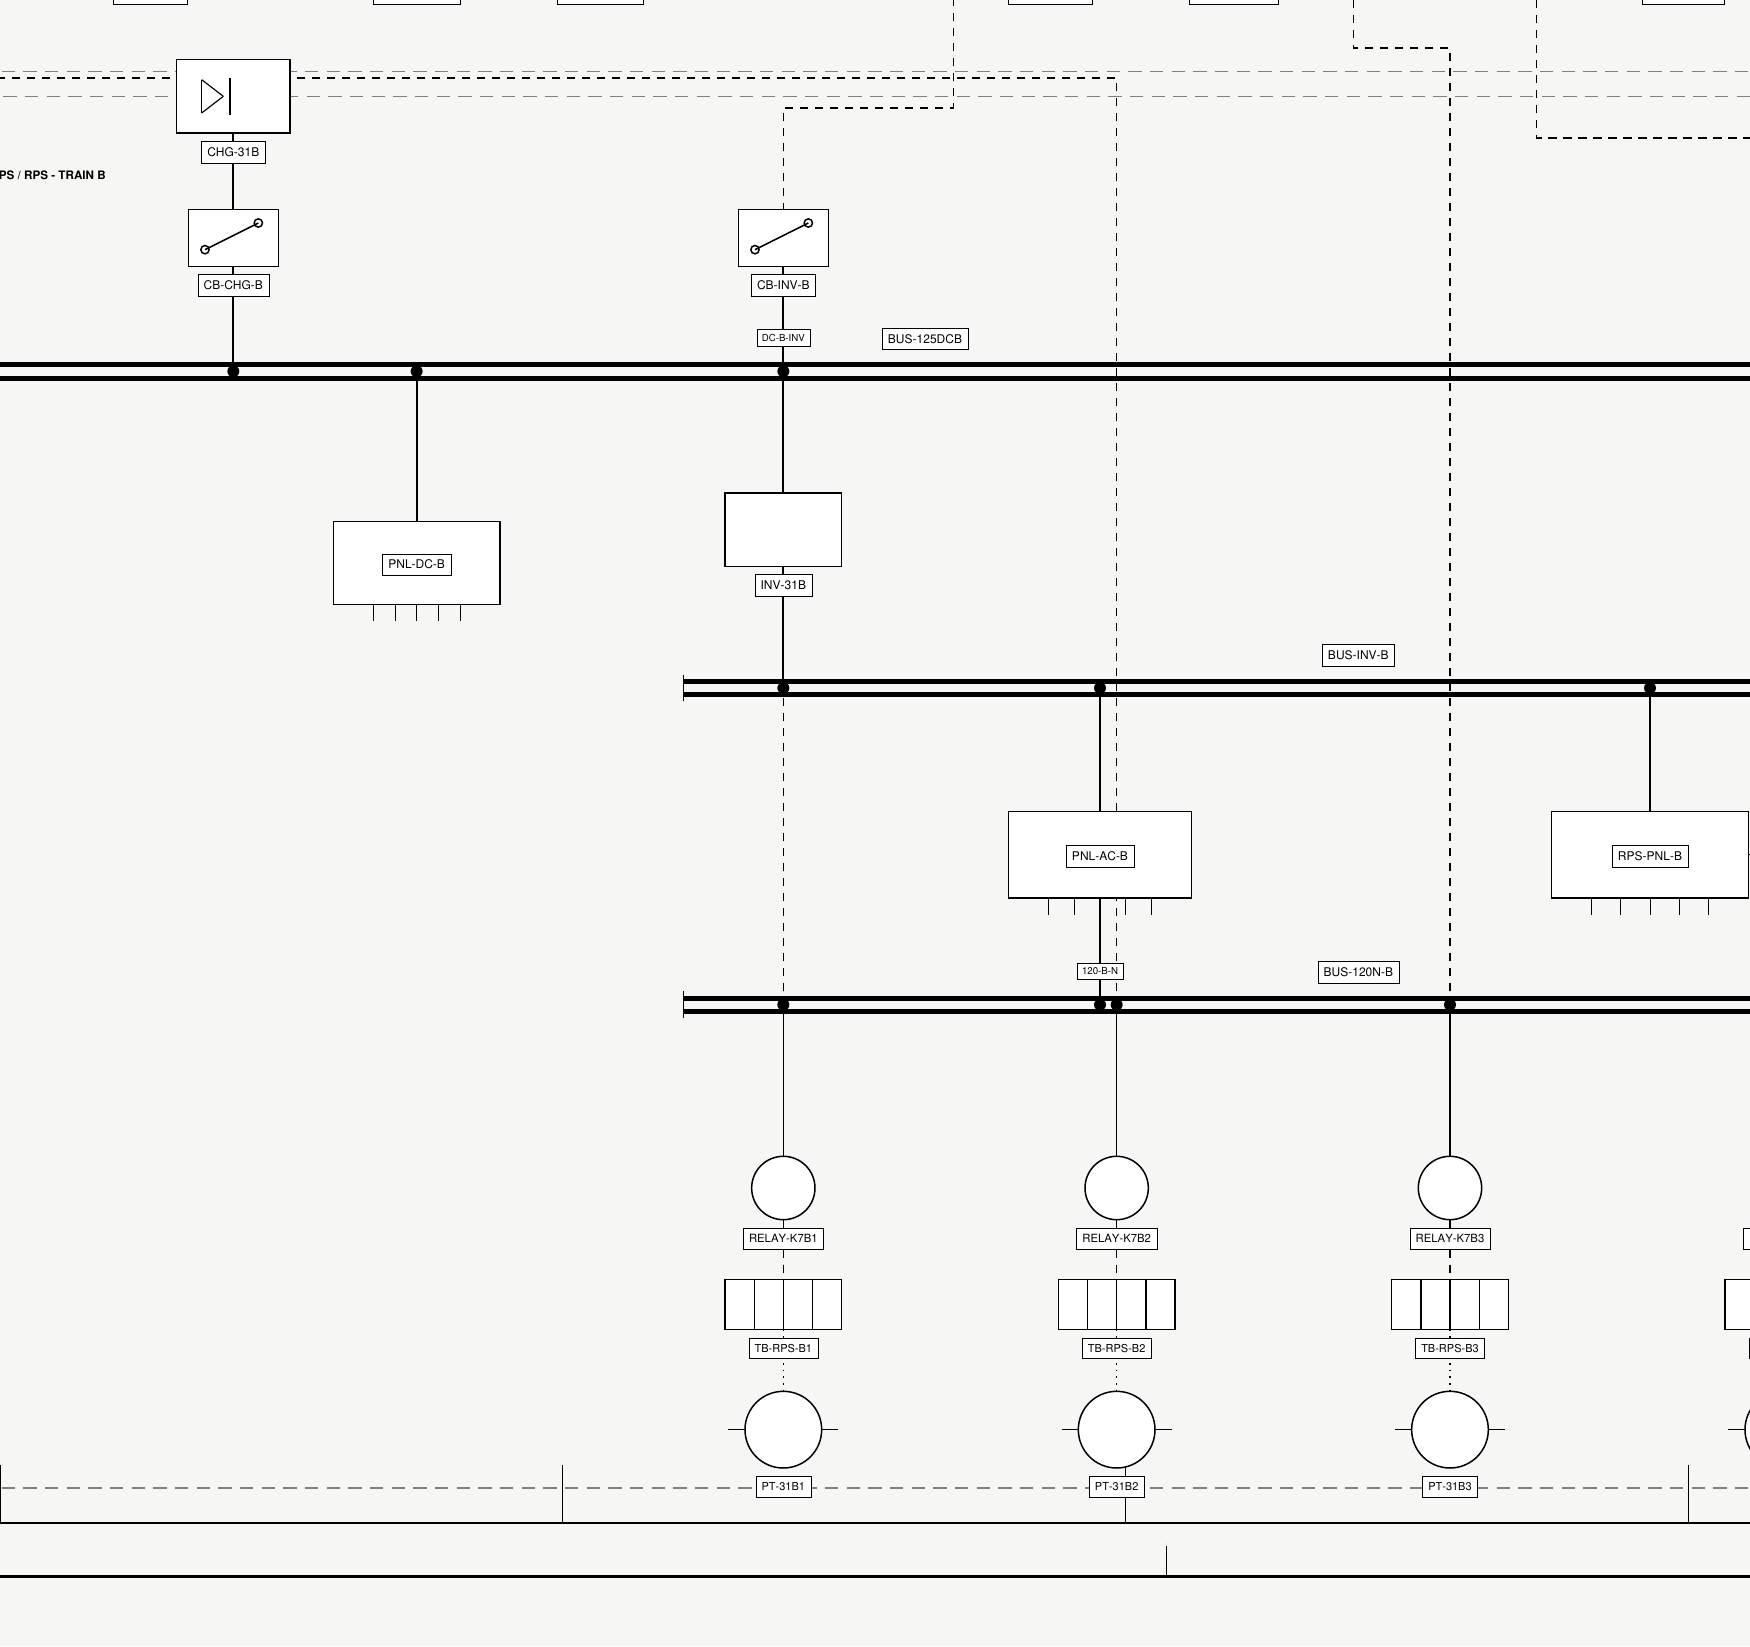 CHG-31B
PS / RPS - TRAIN B
CB-CHG-B
CB-INV-B
DC-B-INV
BUS-125DCB
PNL-DC-B
INV-31B
BUS-INV-B
PNL-AC-B
RPS-PNL-B
120-B-N
BUS-120N-B
RELAY-K7B1
RELAY-K7B2
RELAY-K7B3
TB-RPS-B1
TB-RPS-B2
TB-RPS-B3
PT-31B1
PT-31B2
PT-31B3